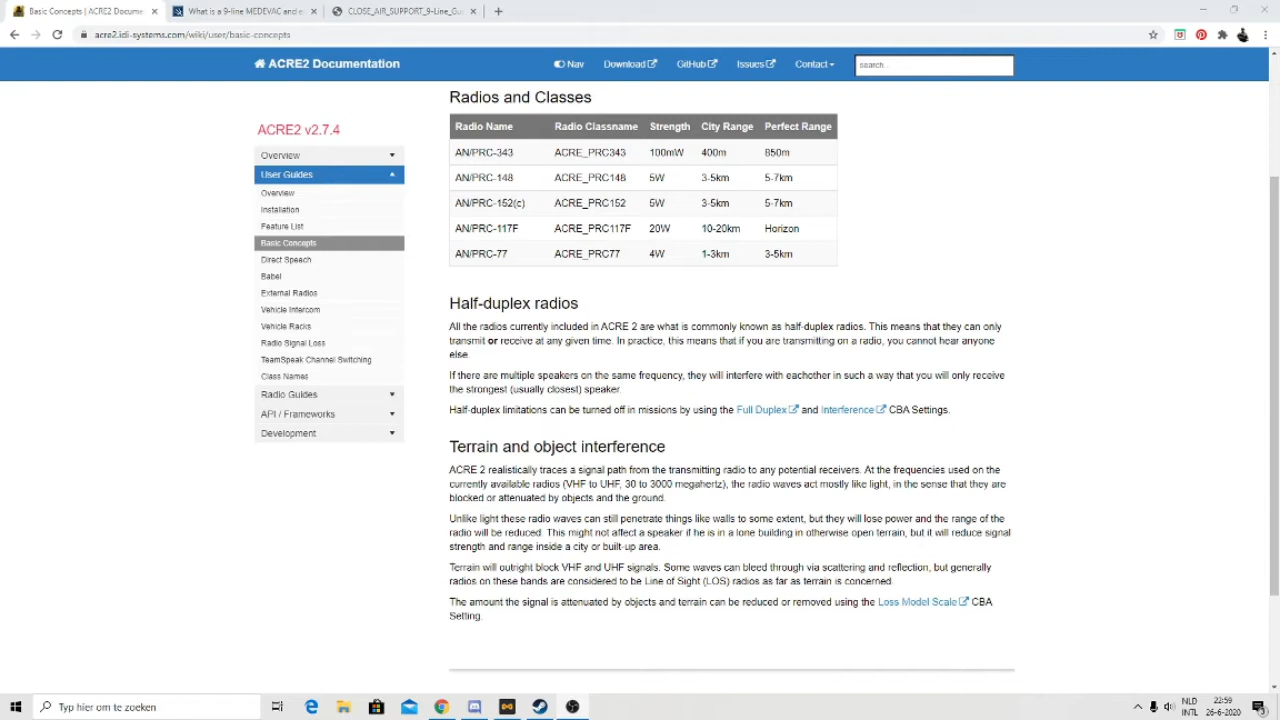 Basic Concepts | ACRE2 Docume
What is a 9-line MEDEVAC and e
CLOSE_AIR_SUPPORT_9-Line_Gu
acre2.idi-systems.com/wiki/user/basic-concepts
ACRE2 Documentation
Nav
Download
GitHub
Issues
Contact
search...
ACRE2 v2.7.4
Overview
User Guides
Overview
Installation
Feature List
Basic Concepts
Direct Speech
Babel
External Radios
Vehicle Intercom
Vehicle Racks
Radio Signal Loss
TeamSpeak Channel Switching
Class Names
Radio Guides
API / Frameworks
Development
Radios and Classes
Radio Name Radio Classname Strength City Range Perfect Range
AN/PRC-343 ACRE_PRC343 100mW 400m 850m
AN/PRC-148 ACRE_PRC148 5W 3-5km 5-7km
AN/PRC-152(c) ACRE_PRC152 5W 3-5km 5-7km
AN/PRC-117F ACRE_PRC117F 20W 10-20km Horizon
AN/PRC-77 ACRE_PRC77 4W 1-3km 3-5km
Half-duplex radios
All the radios currently included in ACRE 2 are what is commonly known as half-duplex radios. This means that they can only
transmit or receive at any given time. In practice, this means that if you are transmitting on a radio, you cannot hear anyone
else.
If there are multiple speakers on the same frequency, they will interfere with eachother in such a way that you will only receive
the strongest (usually closest) speaker.
Half-duplex limitations can be turned off in missions by using the Full Duplex and Interference CBA Settings.
Terrain and object interference
ACRE 2 realistically traces a signal path from the transmitting radio to any potential receivers. At the frequencies used on the
currently available radios (VHF to UHF, 30 to 3000 megahertz), the radio waves act mostly like light, in the sense that they are
blocked or attenuated by objects and the ground.
Unlike light these radio waves can still penetrate things like walls to some extent, but they will lose power and the range of the
radio will be reduced. This might not affect a speaker if he is in a lone building in otherwise open terrain, but it will reduce signal
strength and range inside a city or built-up area.
Terrain will outright block VHF and UHF signals. Some waves can bleed through via scattering and reflection, but generally
radios on these bands are considered to be Line of Sight (LOS) radios as far as terrain is concerned.
The amount the signal is attenuated by objects and terrain can be reduced or removed using the Loss Model Scale CBA
Setting.
Typ hier om te zoeken
NLD
INTL
22:59
26-6-2020